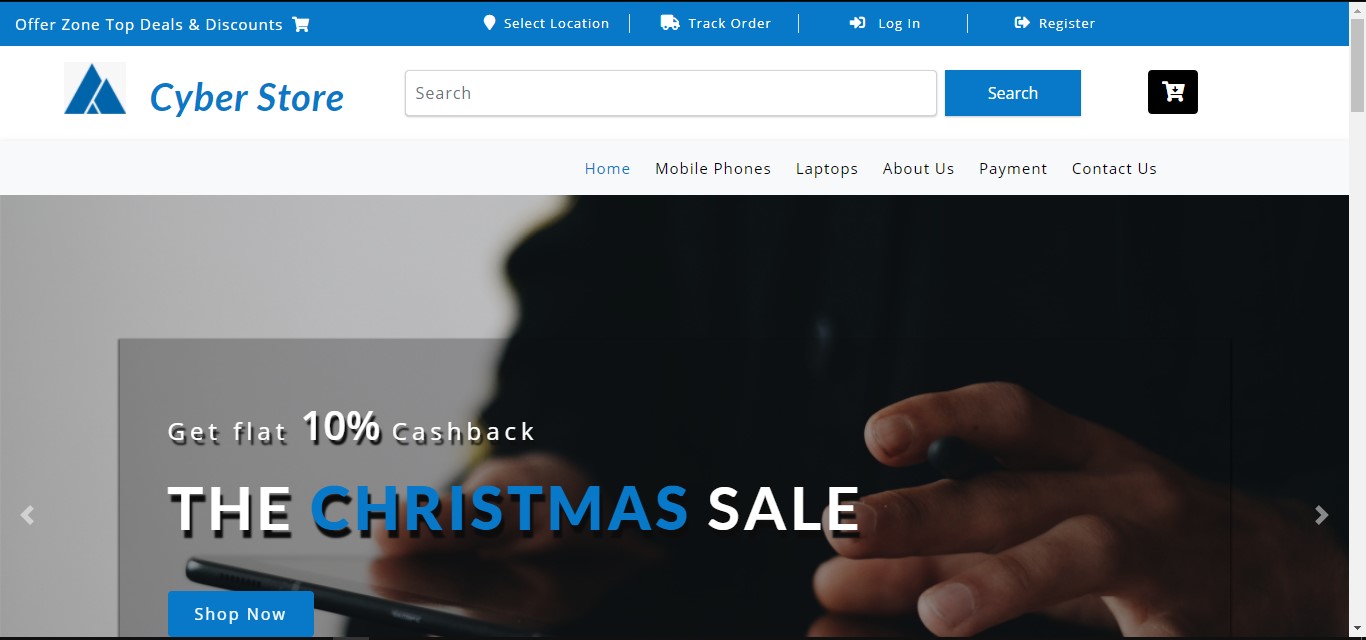 Offer Zone Top Deals & Discounts Select Location Track Order Log In Register
Cyber Store Search Search
Home Mobile Phones Laptops About Us Payment Contact Us
Get flat 10% Cashback
THE CHRISTMAS SALE
Shop Now